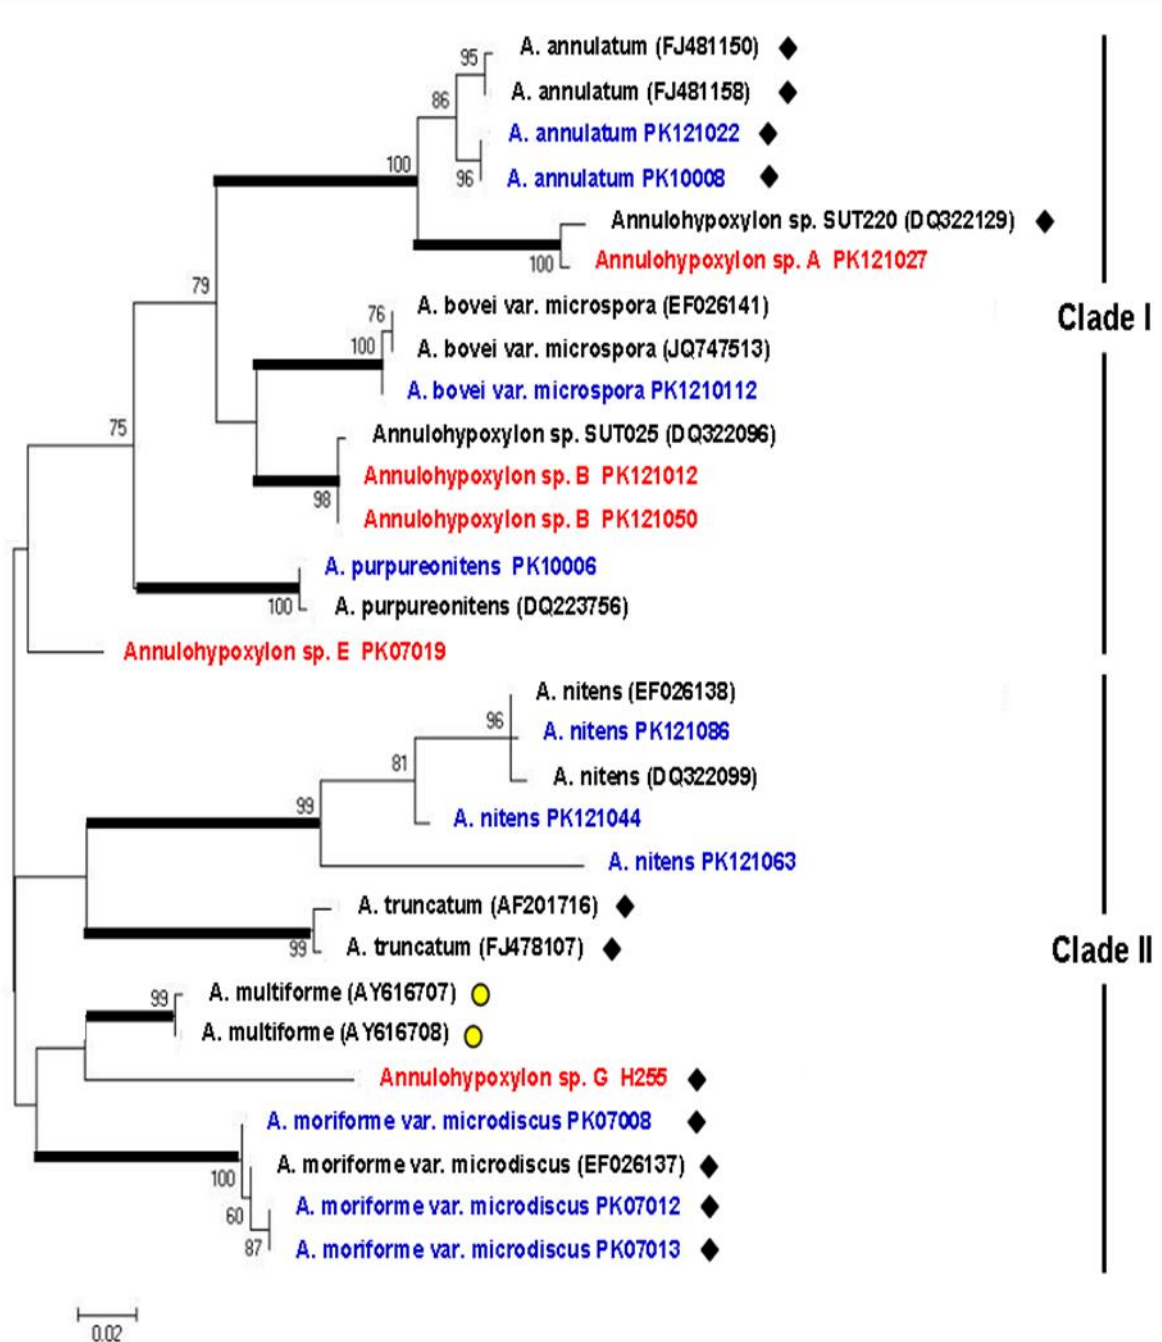 A. annulatum (FJ481150)
95
A. annulatum (FJ481158)
86
A. annulatum PK121022
100
96
A. annulatum PK10008
Annulohypoxylon sp. SUT220 (DQ322129)
100
Annulohypoxylon sp. A PK121027
79
A. bovei var. microspora (EF026141)
76
Clade I
100
A. bovei var. microspora (JQ747513)
A. bovei var. microspora PK1210112
75
Annulohypoxylon sp. SUT025 (DQ322096)
Annulohypoxylon sp. B PK121012
98
Annulohypoxylon sp. B PK121050
A. purpureonitens PK10006
100
A. purpureonitens (DQ223756)
Annulohypoxylon sp. E PK07019
A. nitens (EF026138)
96
A. nitens PK121086
81
A. nitens (DQ322099)
99
A. nitens PK121044
A. nitens PK121063
A. truncatum (AF201716)
99
A. truncatum (FJ478107)
Clade II
99
A. multiforme (AY616707)
A. multiforme (AY616708)
Annulohypoxylon sp. G H255
A. moriforme var. microdiscus PK07008
A. moriforme var. microdiscus (EF026137)
100
A. moriforme var. microdiscus PK07012
60
87
A. moriforme var. microdiscus PK07013
0.02